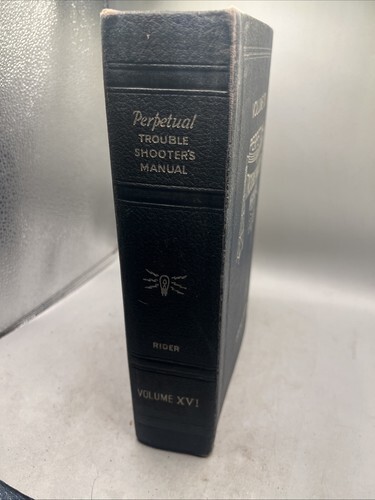 Perpetual
TROUBLE
SHOOTER'S
MANUAL
RIDER
VOLUME XVI